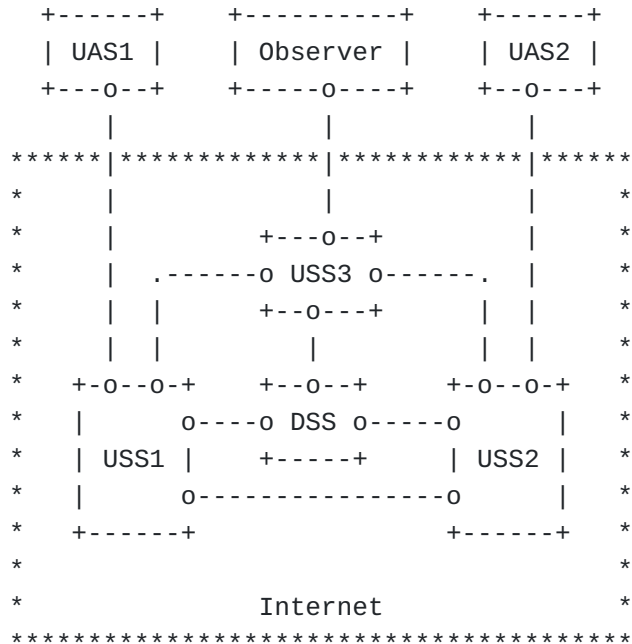 UAS1 Observer UAS2
USS3
DSS
USS1 USS2
Internet